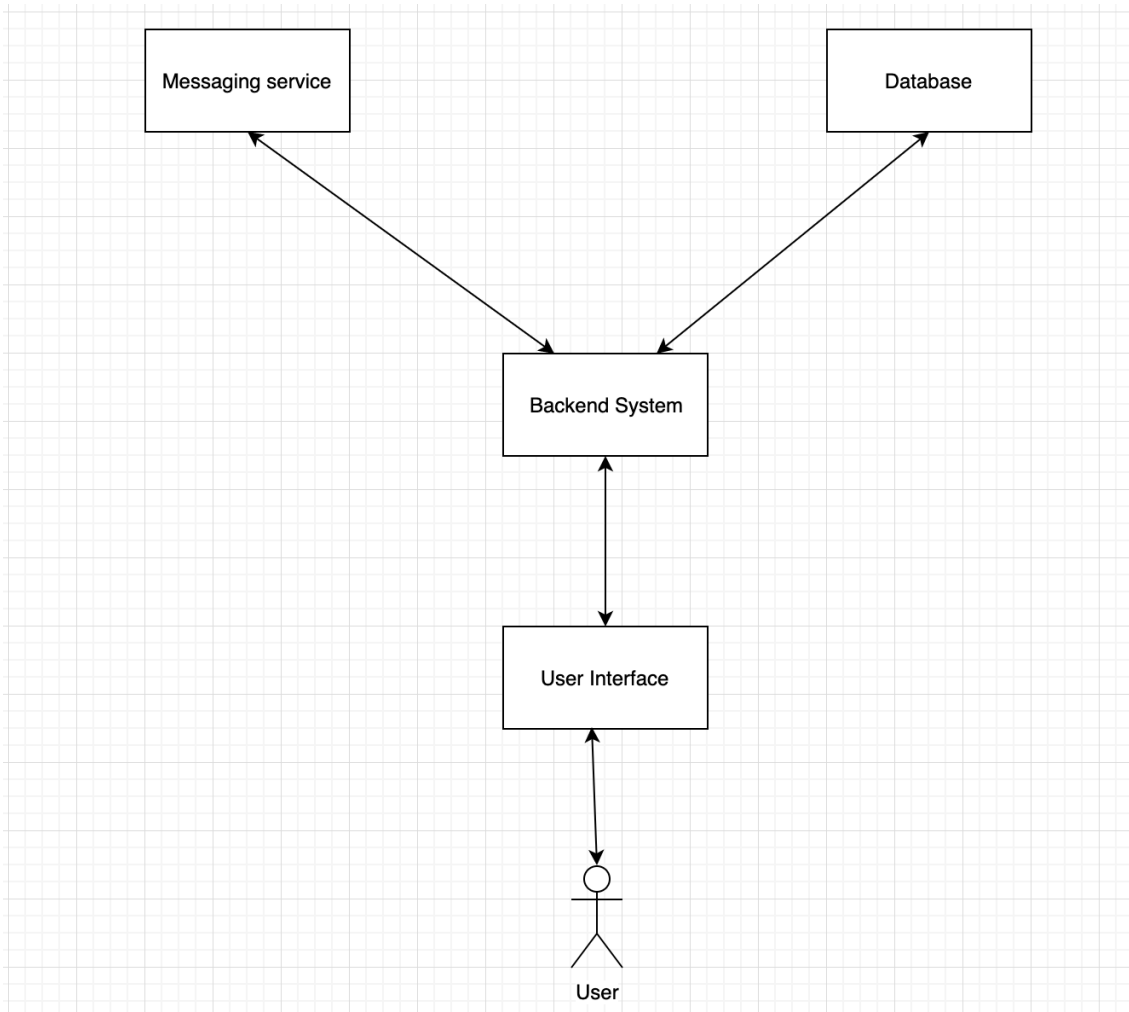 Messaging service
Database
Backend System
User Interface
User